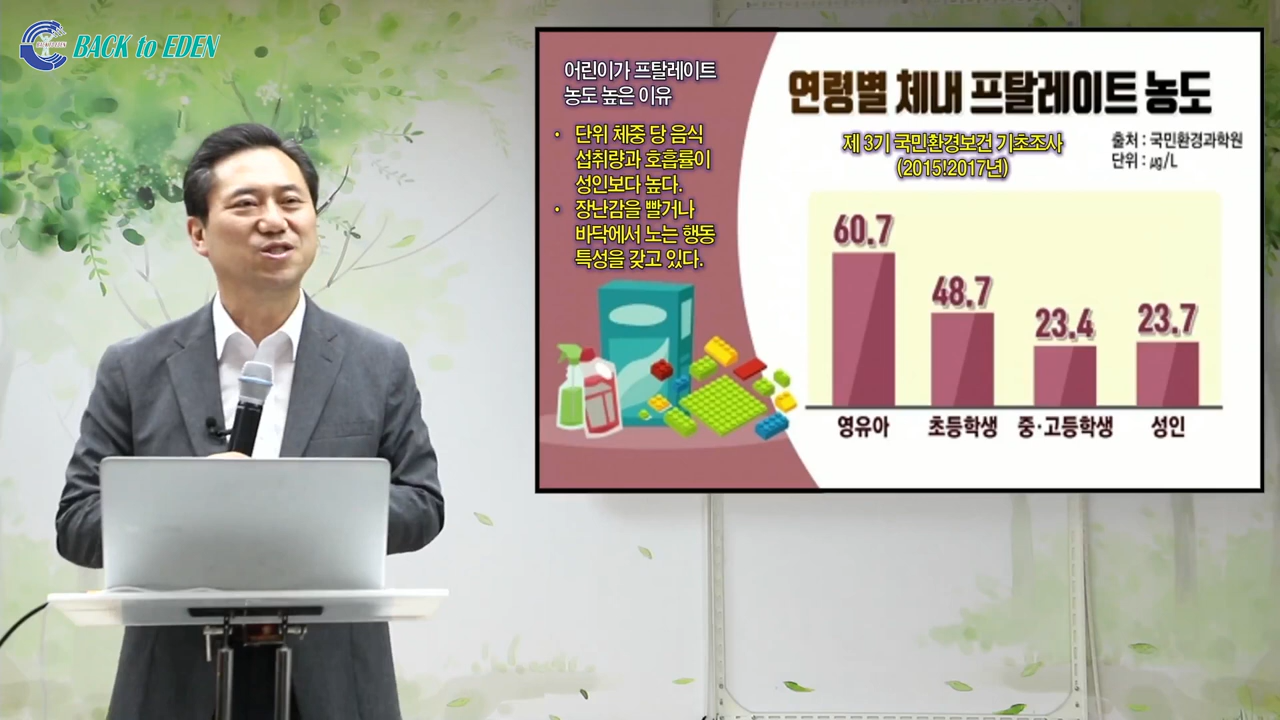 BACK to EDEN
어린이가 프탈레이트
농도 높은 이유
• 단위 체중 당 음식
섭취량과 호흡률이
성인보다 높다.
• 장난감을 빨거나
바닥에서 노는 행동
특성을 갖고 있다.
연령별 체내 프탈레이트 농도
제 3기 국민환경보건 기초조사
(2015!2017년)
출처 : 국민환경과학원
단위 : ㎍/L
60.7
48.7
23.4
23.7
영유아
초등학생
중·고등학생
성인